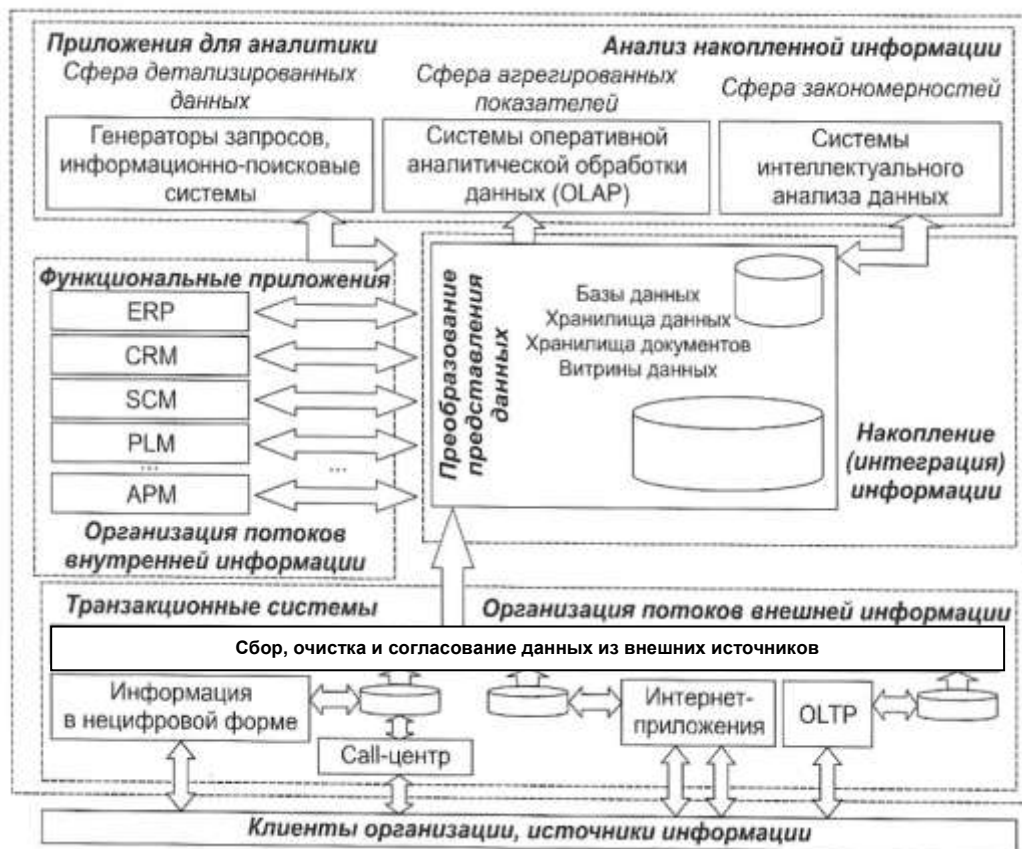 Приложения для аналитики
Анализ накопленной информации
Сфера детализированных
данных
Сфера агрегированных
показателей
Сфера закономерностей
Генераторы запросов,
информационно-поисковые
системы
Системы оперативной
аналитической обработки
данных (OLAP)
Системы
интеллектуального
анализа данных
Функциональные приложения
ERP
CRM
SCM
PLM
...
APM
...
Организация потоков
внутренней информации
Преобразование
представления
данных
Базы данных
Хранилища данных
Хранилища документов
Витрины данных
Накопление
(интеграция)
информации
Транзакционные системы
Организация потоков внешней информации
Сбор, очистка и согласование данных из внешних источников
Информация
в нецифровой форме
Call-центр
Интернет-
приложения
OLTP
Клиенты организации, источники информации